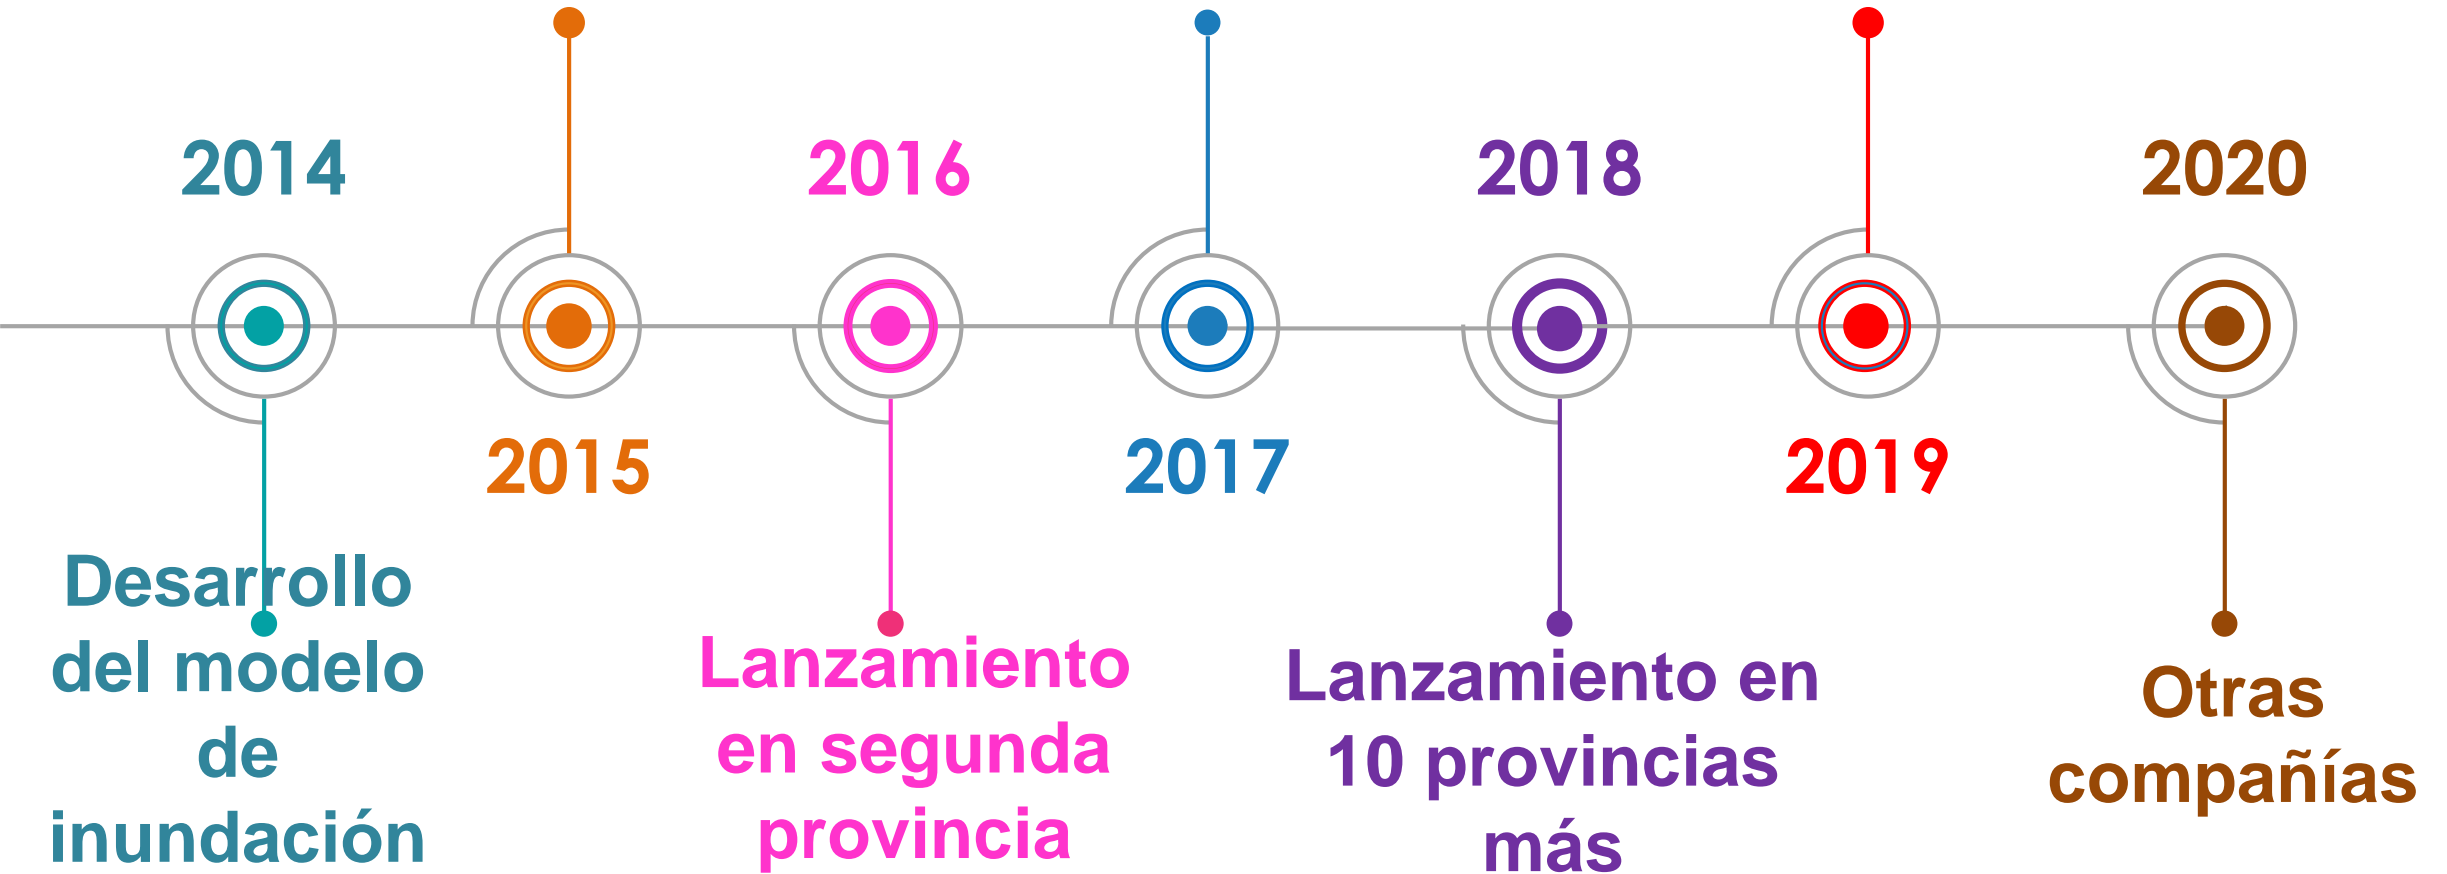 2014
Desarrollo
del modelo
de
inundación
2015
2016
Lanzamiento
en segunda
provincia
2017
2018
Lanzamiento en
10 provincias
más
2019
2020
Otras
compañías